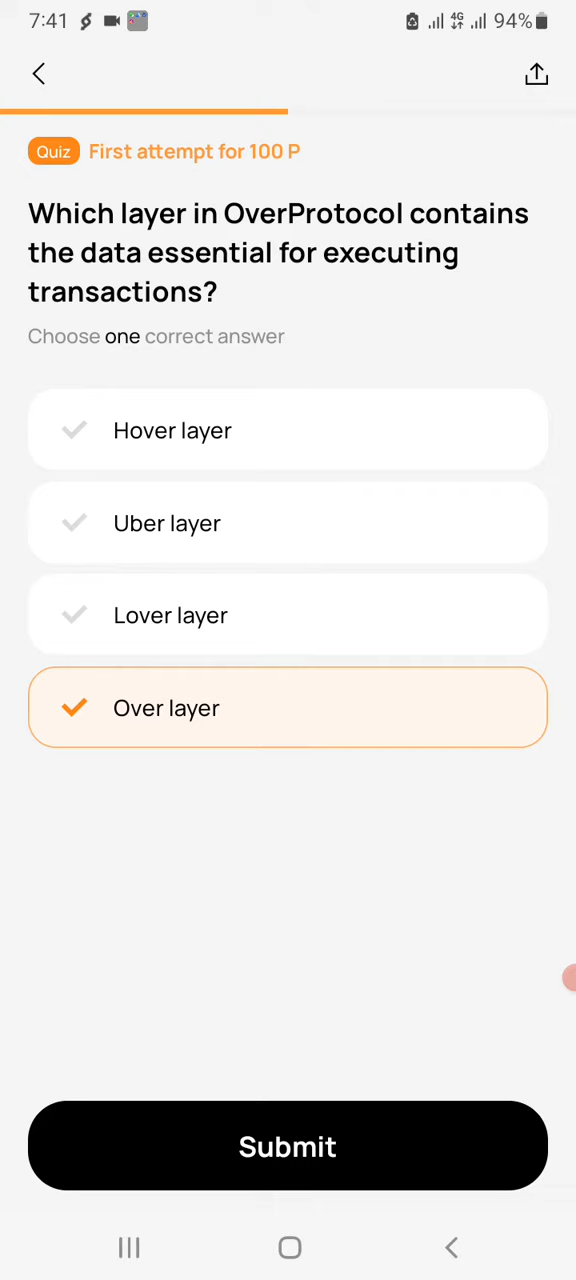 7:41 4G 94%
Quiz First attempt for 100 P
Which layer in OverProtocol contains
the data essential for executing
transactions?
Choose one correct answer
Hover layer
Uber layer
Lover layer
Over layer
Submit